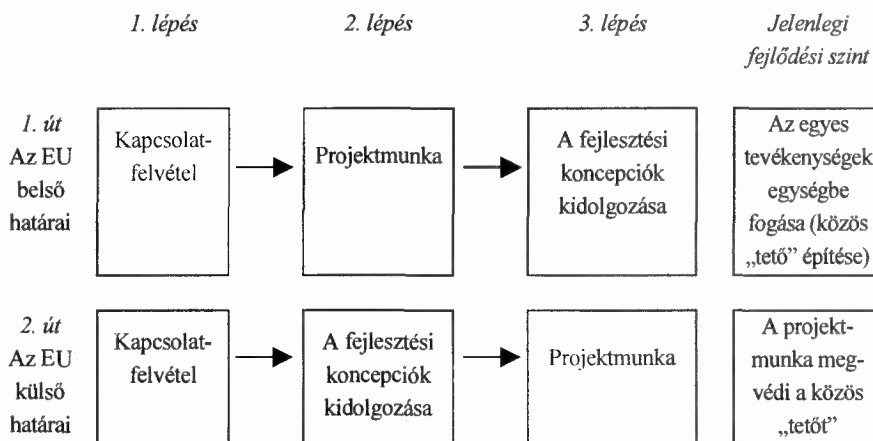 1. lépés
2. lépés
3. lépés
Jelenlegi
fejlődési szint
1. út
Az EU
belső
határai
Kapcsolat-
felvétel
Projektmunka
A fejlesztési
koncepciók
kidolgozása
Az egyes
tevékenységek
egységbe
fogása (közös
„tető” építése)
2. út
Az EU
külső
határai
Kapcsolat-
felvétel
A fejlesztési
koncepciók
kidolgozása
Projektmunka
A projekt-
munka meg-
védi a közös
„tetőt”